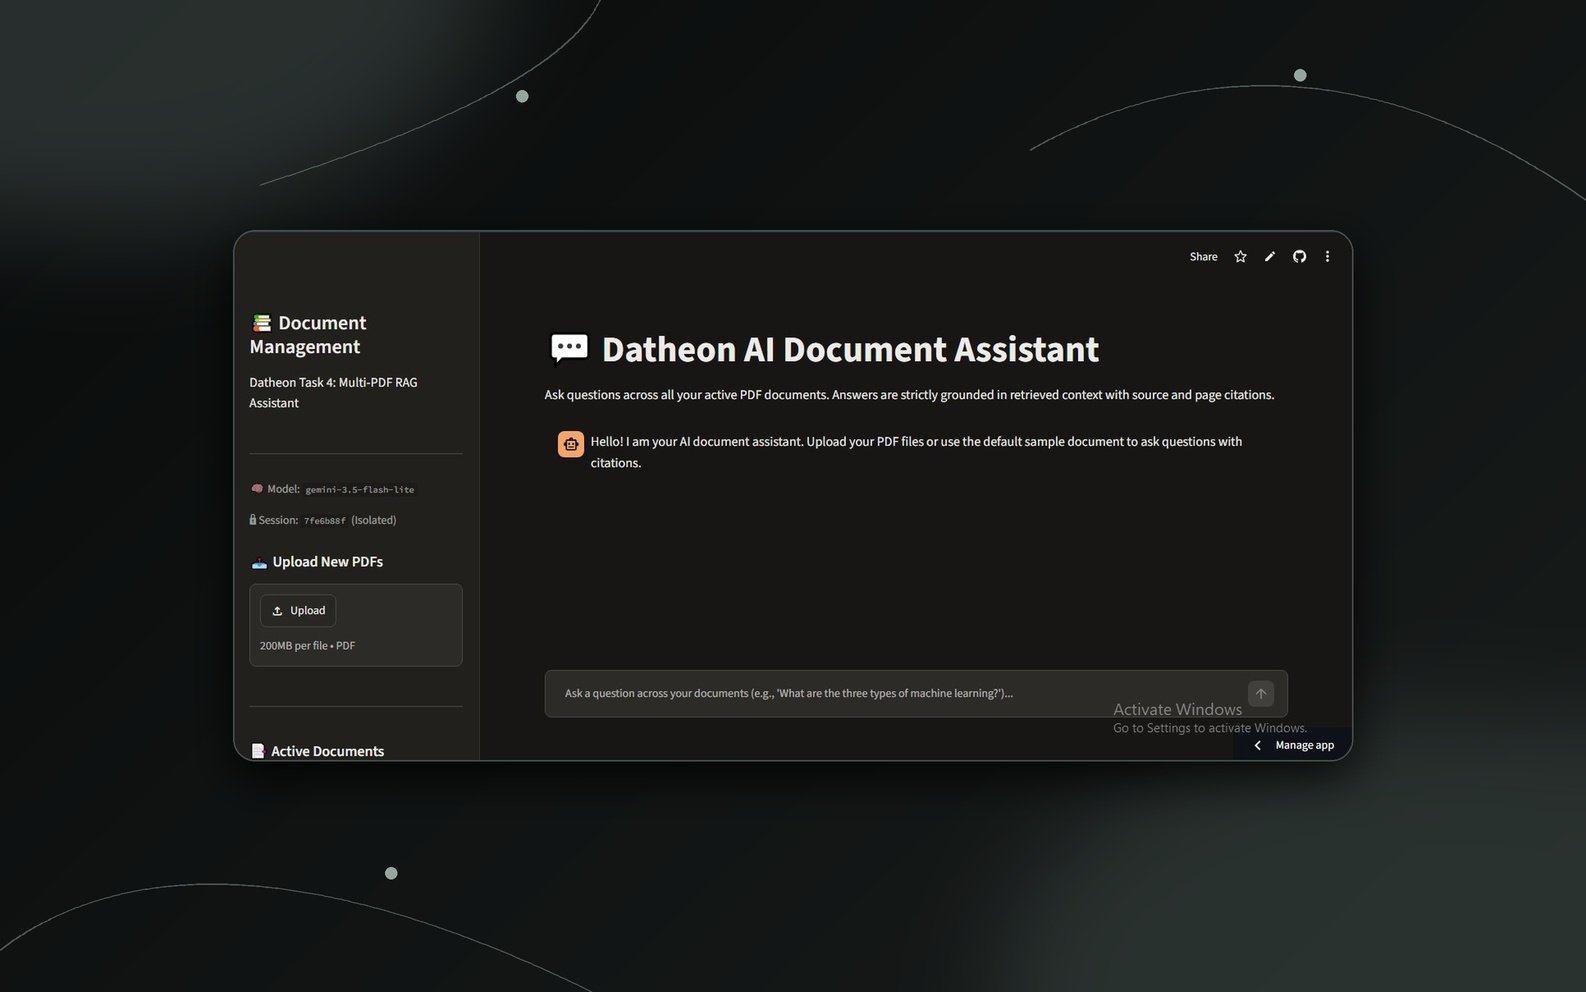 Share
Document
Management
Datheon Task 4: Multi-PDF RAG
Assistant
Model: gemini-3.5-flash-lite
Session: 7fe6b88f (Isolated)
Upload New PDFs
Upload
200MB per file • PDF
Active Documents
Datheon AI Document Assistant
Ask questions across all your active PDF documents. Answers are strictly grounded in retrieved context with source and page citations.
Hello! I am your AI document assistant. Upload your PDF files or use the default sample document to ask questions with
citations.
Ask a question across your documents (e.g., 'What are the three types of machine learning?')...
Activate Windows
Go to Settings to activate Windows.
Manage app